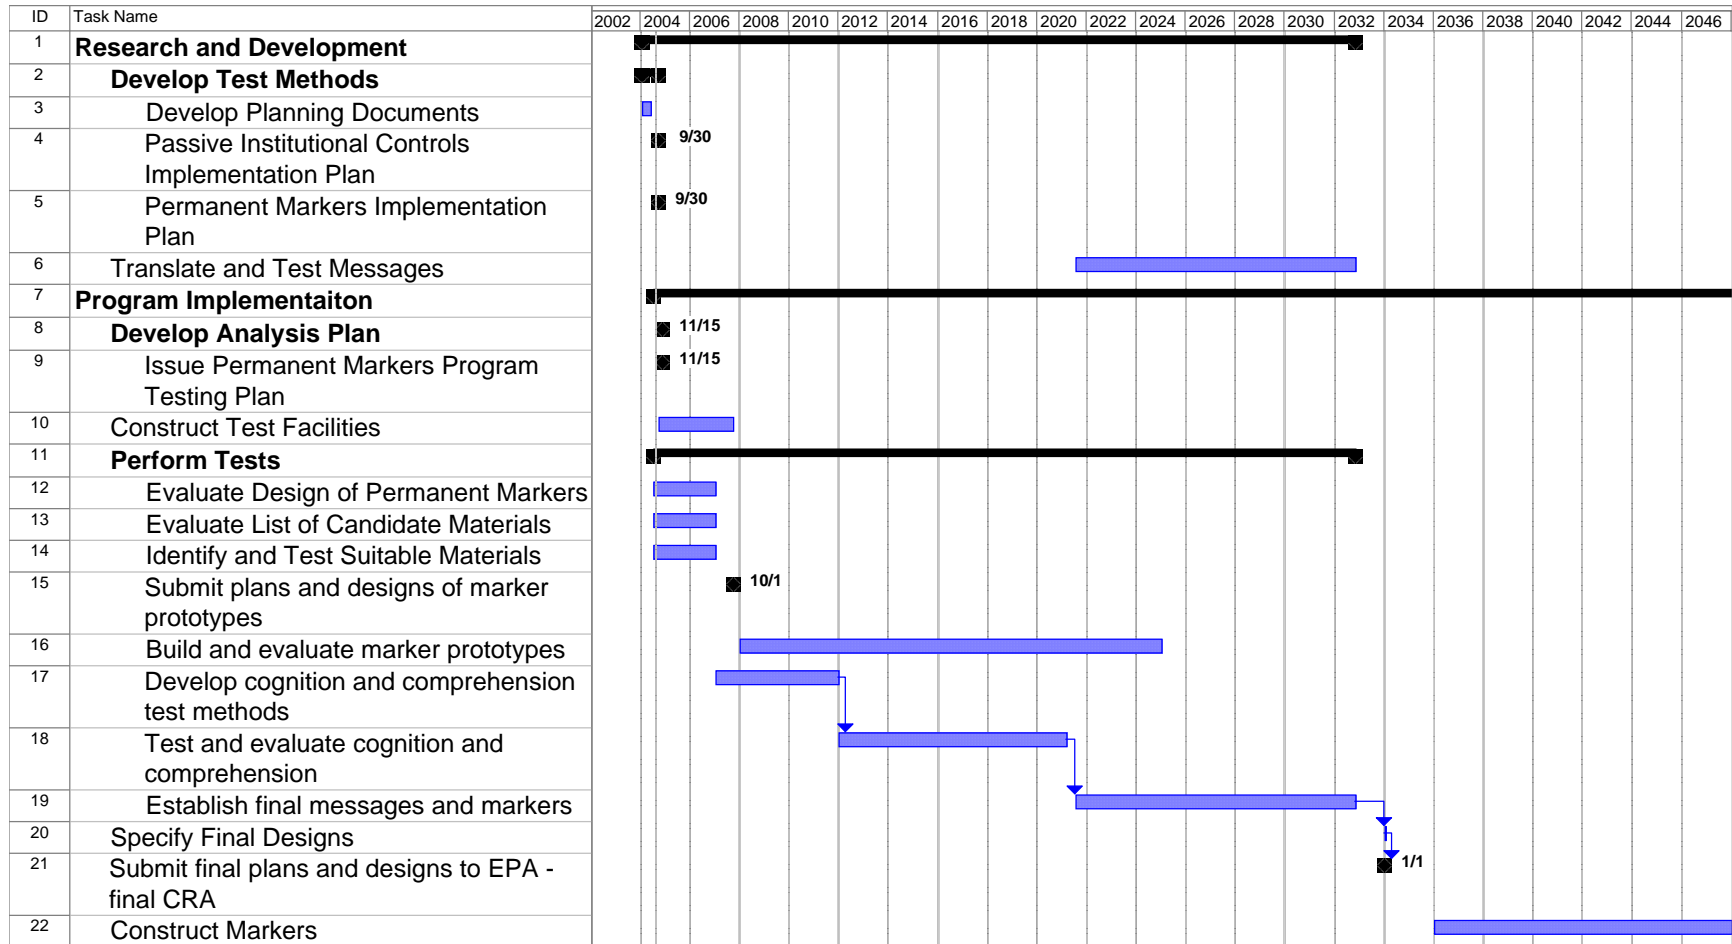 ID Task Name 2002 2004 2006 2008 2010 2012 2014 2016 2018 2020 2022 2024 2026 2028 2030 2032 2034 2036 2038 2040 2042 2044 2046
1 Research and Development
2 Develop Test Methods
3 Develop Planning Documents
4 Passive Institutional Controls 9/30
Implementation Plan
5 Permanent Markers Implementation 9/30
Plan
6 Translate and Test Messages
7 Program Implementaiton
8 Develop Analysis Plan 11/15
9 Issue Permanent Markers Program 11/15
Testing Plan
10 Construct Test Facilities
11 Perform Tests
12 Evaluate Design of Permanent Markers
13 Evaluate List of Candidate Materials
14 Identify and Test Suitable Materials
15 Submit plans and designs of marker 10/1
prototypes
16 Build and evaluate marker prototypes
17 Develop cognition and comprehension
test methods
18 Test and evaluate cognition and
comprehension
19 Establish final messages and markers
20 Specify Final Designs
21 Submit final plans and designs to EPA - 1/1
final CRA
22 Construct Markers